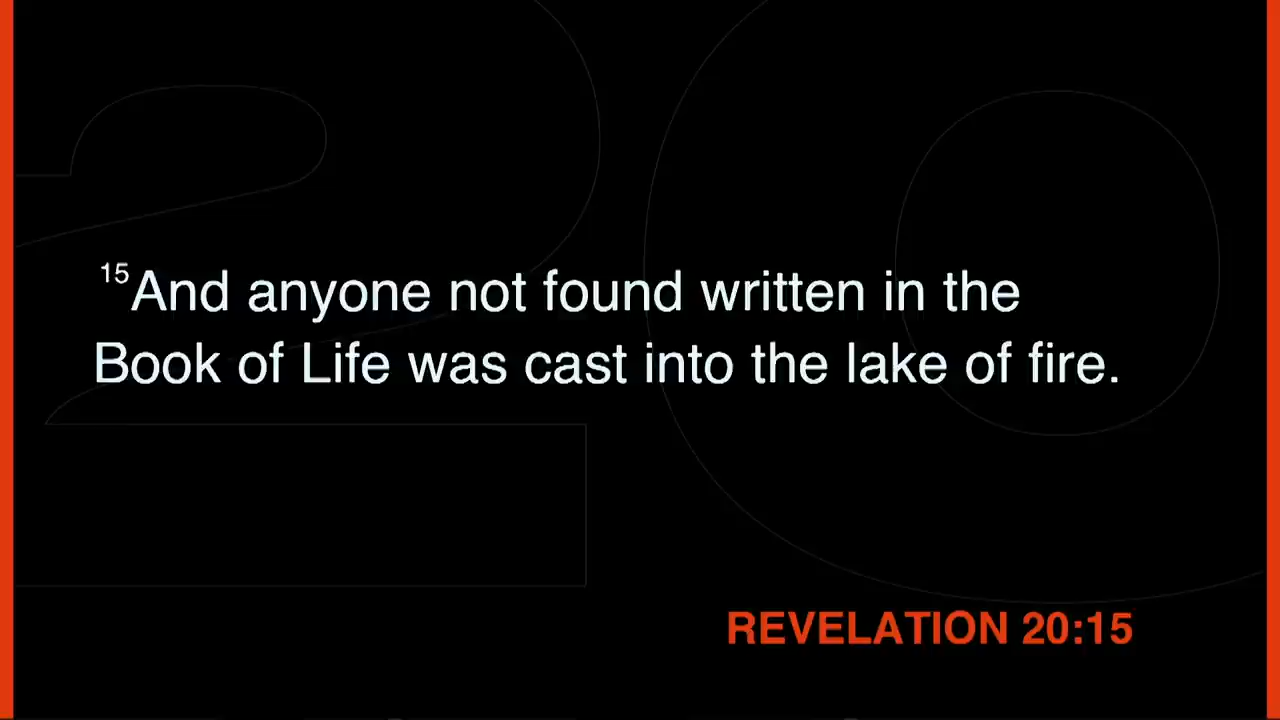 15And anyone not found written in the
Book of Life was cast into the lake of fire.
REVELATION 20:15
20